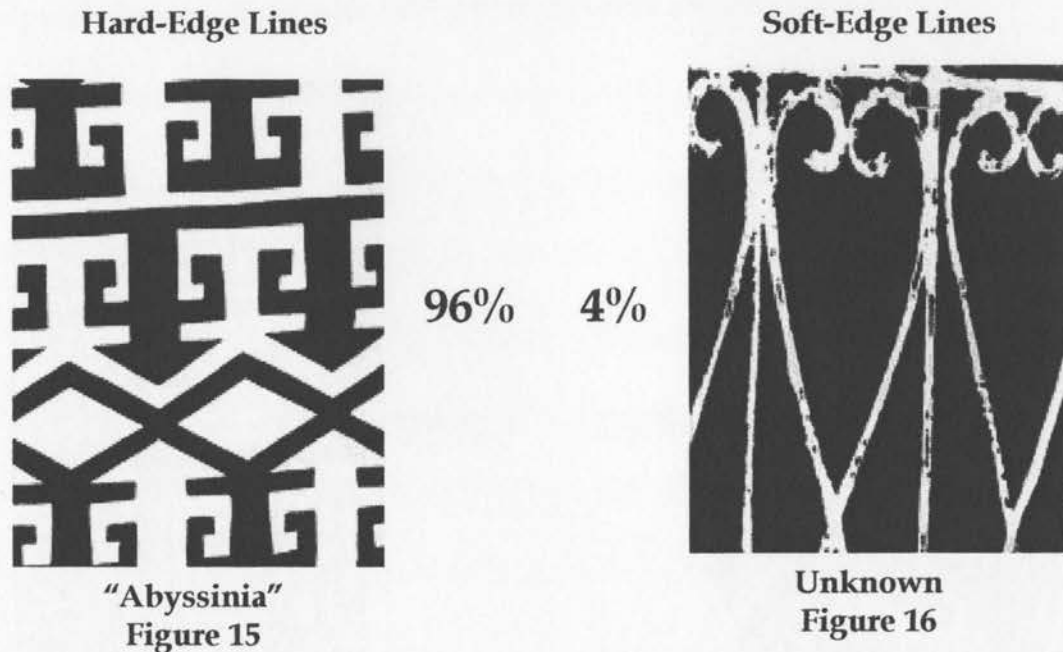 Hard-Edge Lines
Soft-Edge Lines
96%
4%
"Abyssinia"
Figure 15
Unknown
Figure 16